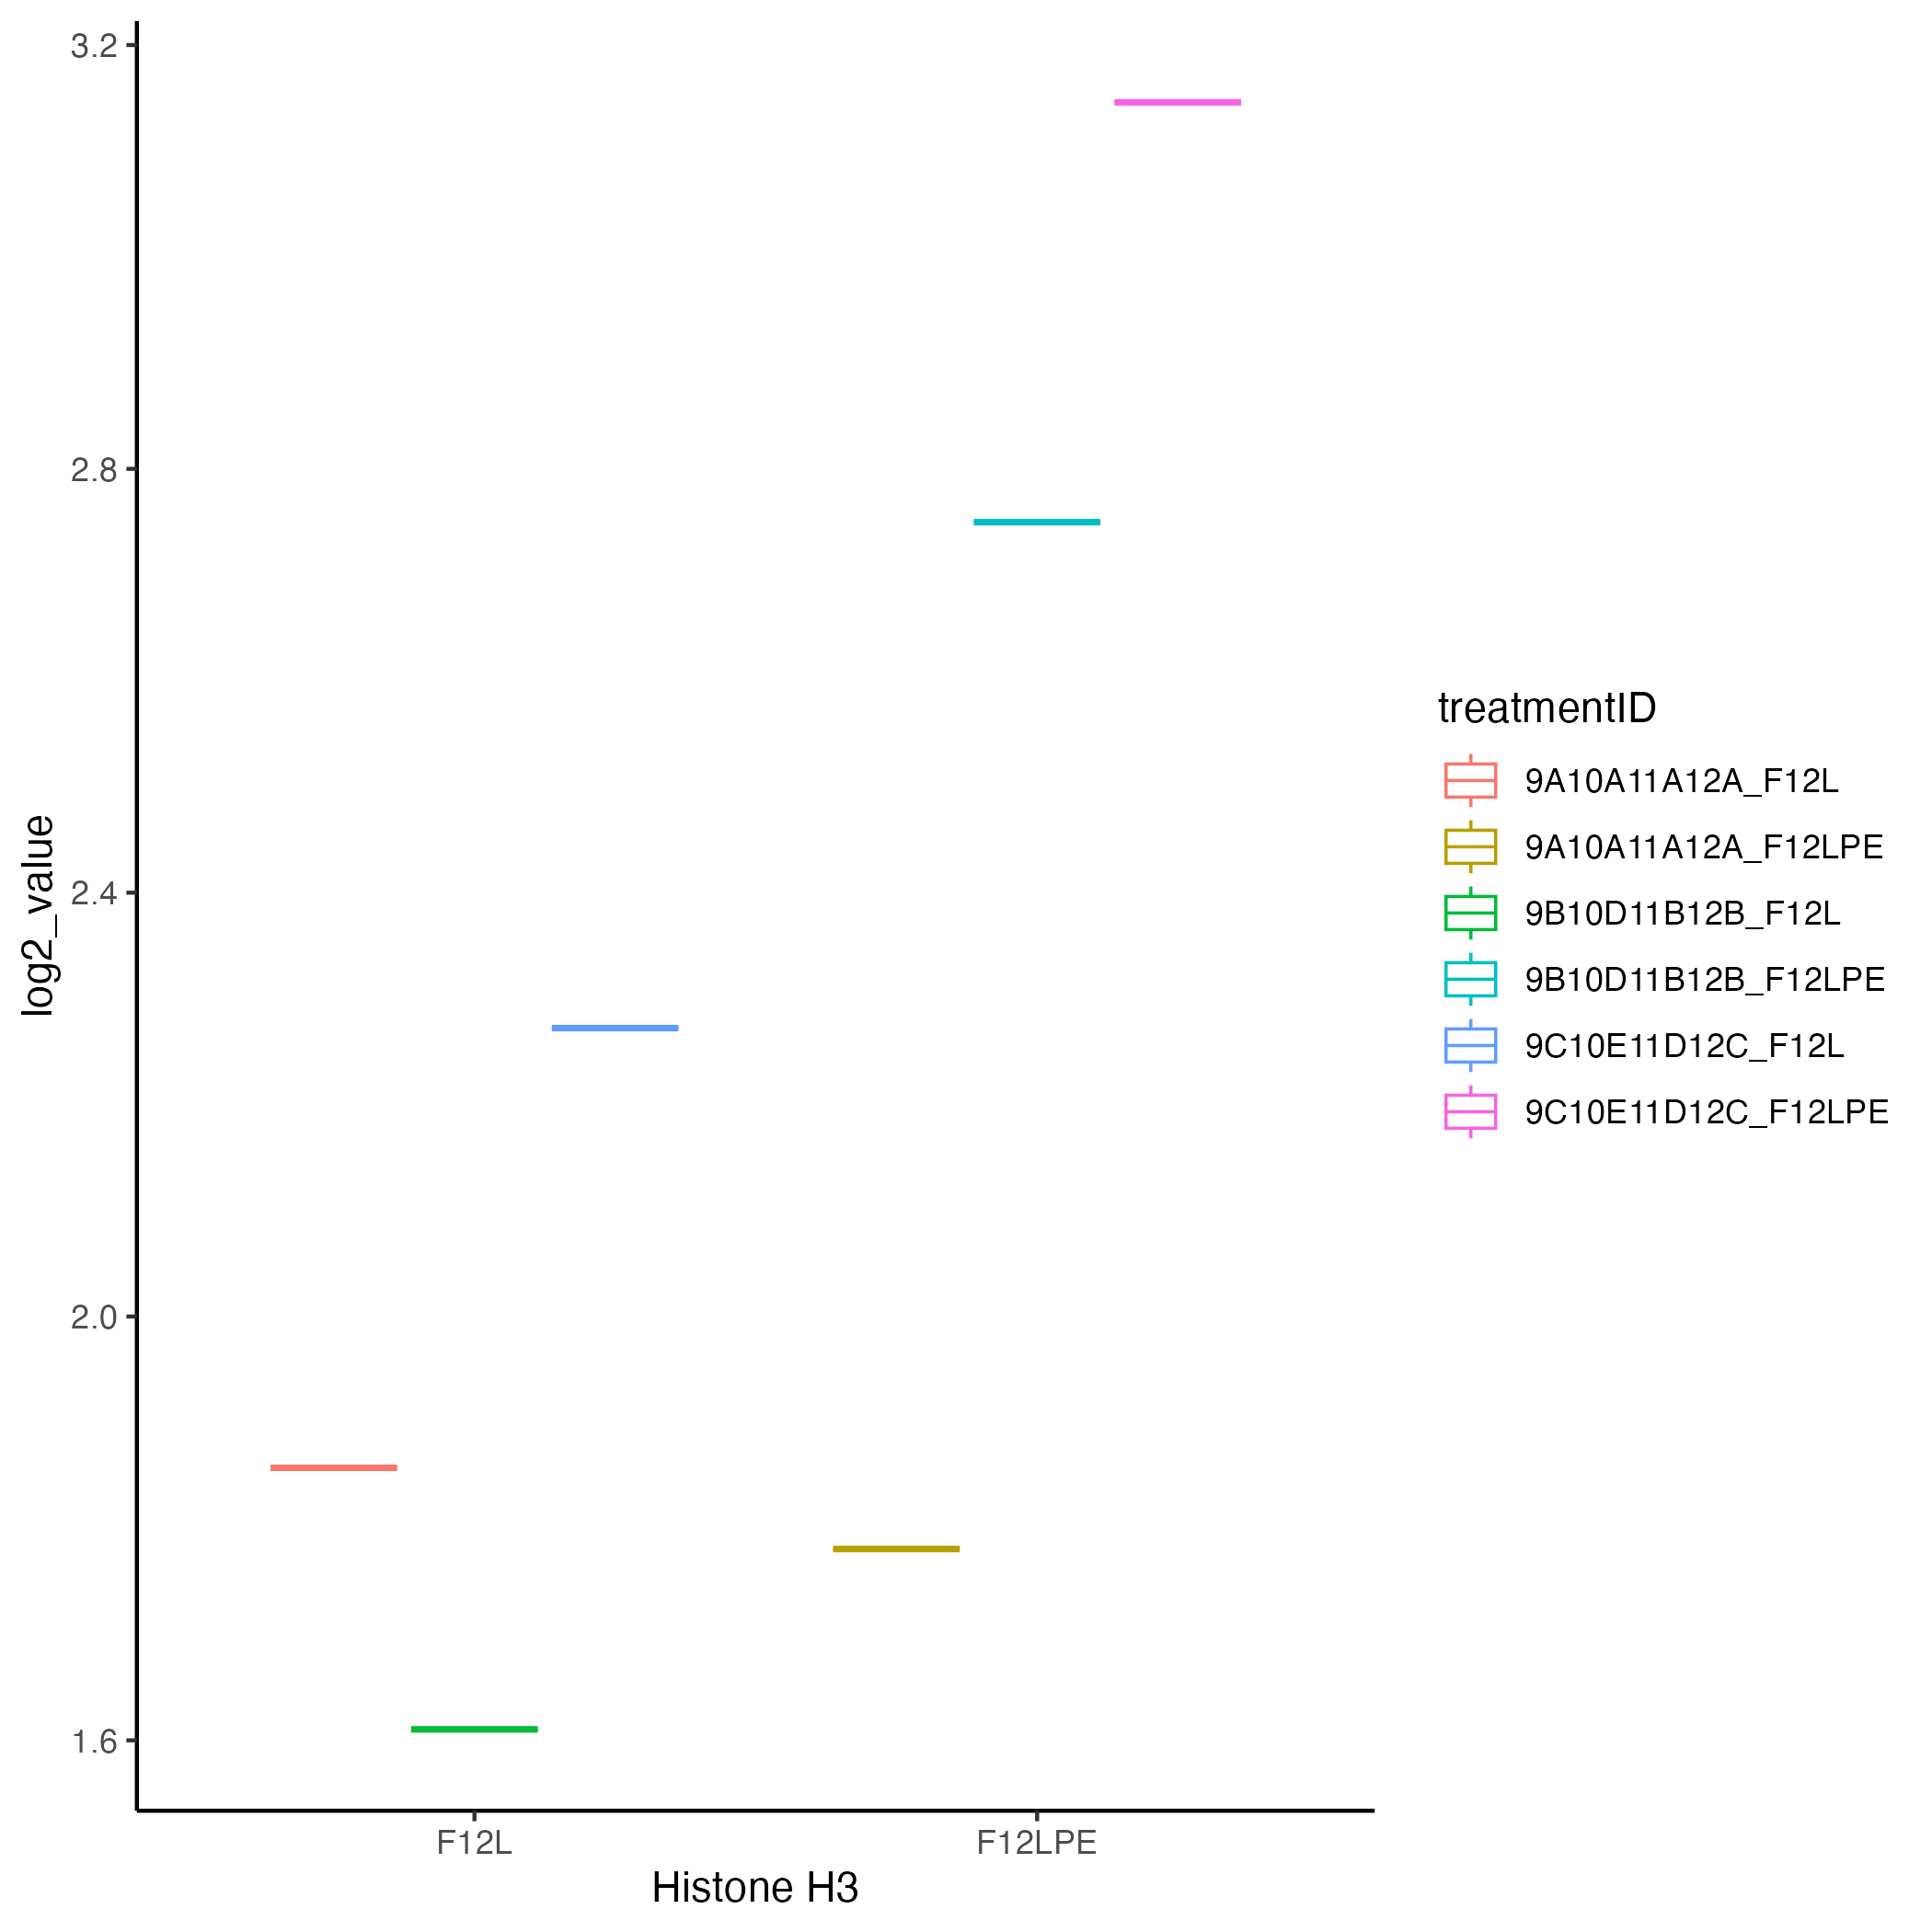 log2_value
3.2
2.8
2.4
2.0
1.6
F12L
F12LPE
Histone H3
treatmentID
9A10A11A12A_F12L
9A10A11A12A_F12LPE
9B10D11B12B_F12L
9B10D11B12B_F12LPE
9C10E11D12C_F12L
9C10E11D12C_F12LPE